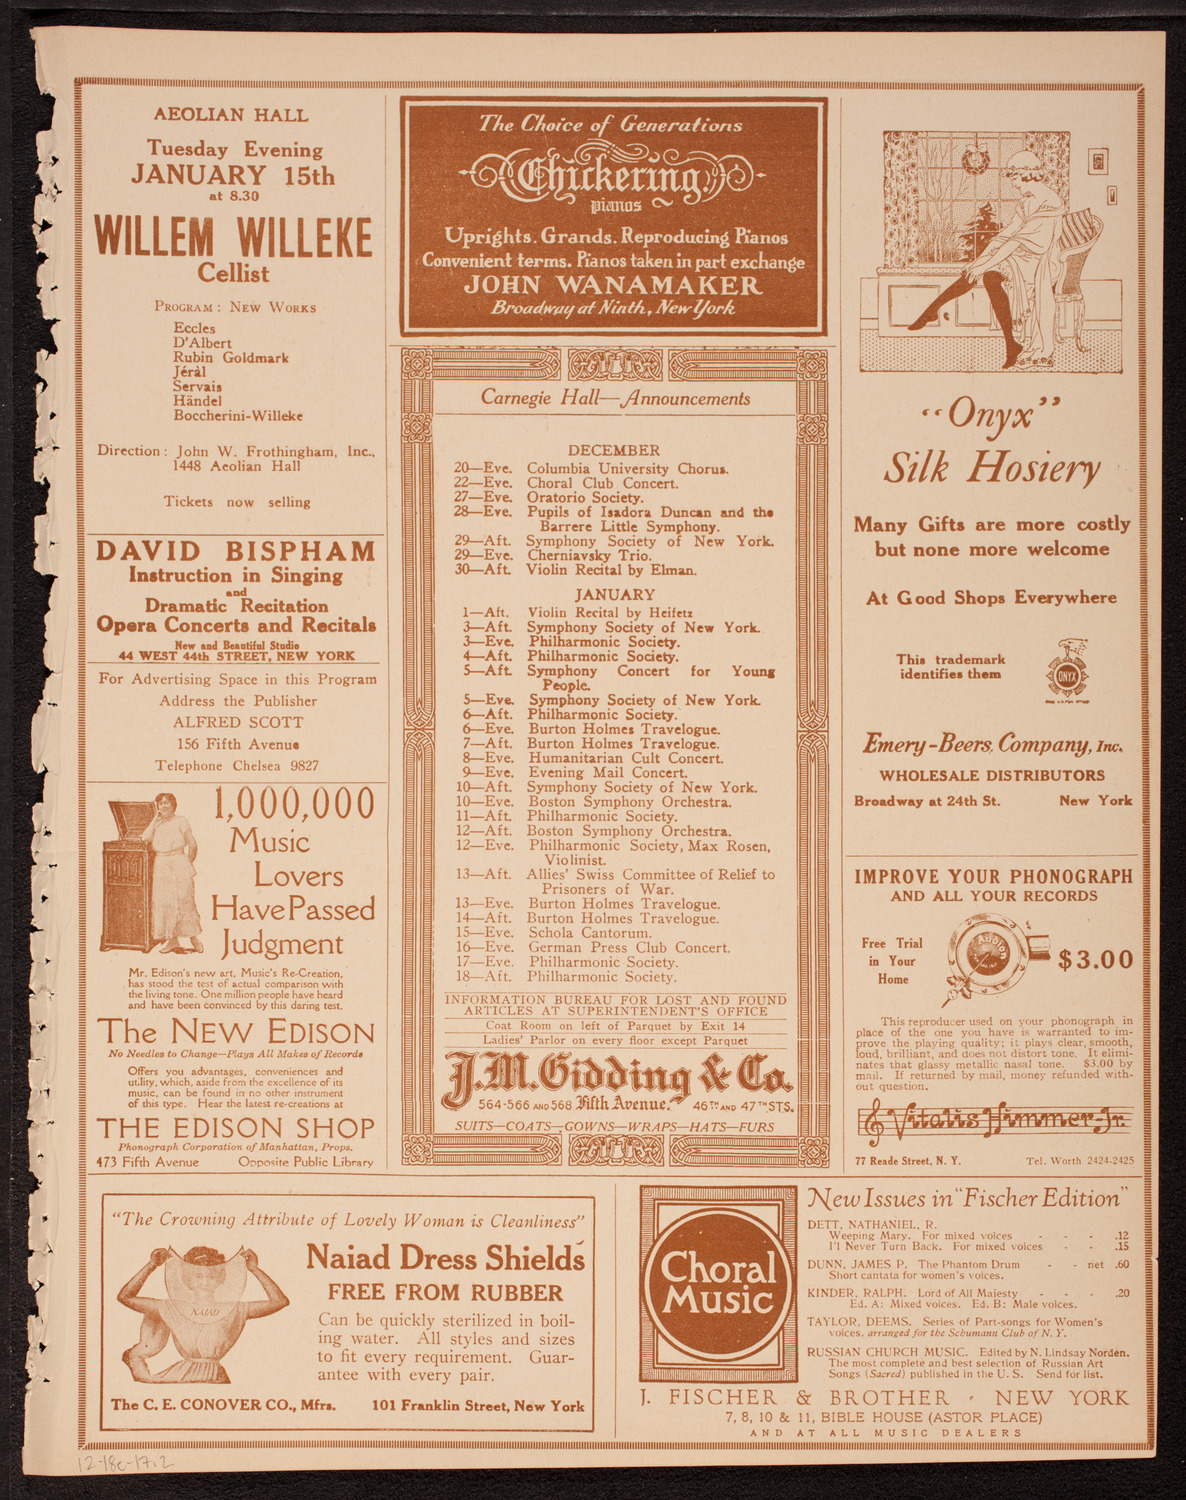 AEOLIAN HALL
Tuesday Evening
JANUARY 15th
at 8.30
WILLEM WILLEKE
Cellist
PROGRAM: NEW WORKS
Eccles
D'Albert
Rubin Goldmark
Jéràl
Servais
Händel
Boccherini-Willeke
Direction: John W. Frothingham, Inc.,
1448 Aeolian Hall
Tickets now selling
DAVID BISPHAM
Instruction in Singing
and
Dramatic Recitation
Opera Concerts and Recitals
New and Beautiful Studio
44 WEST 44th STREET, NEW YORK
For Advertising Space in this Program
Address the Publisher
ALFRED SCOTT
156 Fifth Avenue
Telephone Chelsea 9827
1,000,000
Music
Lovers
Have Passed
Judgment
Mr. Edison's new art, Music's Re-Creation,
has stood the test of actual comparison with
the living tone. One million people have heard
and have been convinced by this daring test.
The NEW EDISON
No Needles to Change—Plays All Makes of Records
Offers you advantages, conveniences and
utility, which, aside from the excellence of its
music, can be found in no other instrument
of this type. Hear the latest re-creations at
THE EDISON SHOP
Phonograph Corporation of Manhattan, Props.
473 Fifth Avenue Opposite Public Library
The Choice of Generations
Chickering
pianos
Uprights. Grands. Reproducing Pianos
Convenient terms. Pianos taken in part exchange
JOHN WANAMAKER
Broadway at Ninth, New York
Carnegie Hall—Announcements
DECEMBER
20—Eve. Columbia University Chorus.
22—Eve. Choral Club Concert.
27—Eve. Oratorio Society.
28—Eve. Pupils of Isadora Duncan and the
Barrere Little Symphony.
29—Aft. Symphony Society of New York.
29—Eve. Cherniavsky Trio.
30—Aft. Violin Recital by Elman.
JANUARY
1—Aft. Violin Recital by Heifetz
3—Aft. Symphony Society of New York.
3—Eve. Philharmonic Society.
4—Aft. Philharmonic Society.
5—Aft. Symphony Concert for Young
People.
5—Eve. Symphony Society of New York.
6—Aft. Philharmonic Society.
6—Eve. Burton Holmes Travelogue.
7—Aft. Burton Holmes Travelogue.
8—Eve. Humanitarian Cult Concert.
9—Eve. Evening Mail Concert.
10—Aft. Symphony Society of New York.
10—Eve. Boston Symphony Orchestra.
11—Aft. Philharmonic Society.
12—Aft. Boston Symphony Orchestra.
12—Eve. Philharmonic Society, Max Rosen,
Violinist.
13—Aft. Allies' Swiss Committee of Relief to
Prisoners of War.
13—Eve. Burton Holmes Travelogue.
14—Aft. Burton Holmes Travelogue.
15—Eve. Schola Cantorum.
16—Eve. German Press Club Concert.
17—Eve. Philharmonic Society.
18—Aft. Philharmonic Society.
INFORMATION BUREAU FOR LOST AND FOUND
ARTICLES AT SUPERINTENDENT'S OFFICE
Coat Room on left of Parquet by Exit 14
Ladies' Parlor on every floor except Parquet
J.M. Gidding & Co.
564-566 AND 568 Fifth Avenue. 46TH AND 47TH STS.
SUITS—COATS—GOWNS—WRAPS—HATS—FURS
"Onyx"
Silk Hosiery
Many Gifts are more costly
but none more welcome
At Good Shops Everywhere
This trademark
identifies them
ONYX
Emery-Beers Company, Inc.
WHOLESALE DISTRIBUTORS
Broadway at 24th St. New York
IMPROVE YOUR PHONOGRAPH
AND ALL YOUR RECORDS
Free Trial
in Your
Home
Audion
$3.00
This reproducer used on your phonograph in
place of the one you have is warranted to im-
prove the playing quality; it plays clear, smooth,
loud, brilliant, and does not distort tone. It elimi-
nates that glassy metallic nasal tone. $3.00 by
mail. If returned by mail, money refunded with-
out question.
Vitalis Himmer-Jr.
77 Reade Street, N. Y. Tel. Worth 2424-2425
"The Crowning Attribute of Lovely Woman is Cleanliness"
NAIAD
Naiad Dress Shields
FREE FROM RUBBER
Can be quickly sterilized in boil-
ing water. All styles and sizes
to fit every requirement. Guar-
antee with every pair.
The C. E. CONOVER CO., Mfrs. 101 Franklin Street, New York
Choral
Music
New Issues in "Fischer Edition"
DETT, NATHANIEL, R.
Weeping Mary. For mixed voices - - - .12
I'l Never Turn Back. For mixed voices - - .15
DUNN, JAMES P. The Phantom Drum - - net .60
Short cantata for women's voices.
KINDER, RALPH. Lord of All Majesty - - - .20
Ed. A: Mixed voices. Ed. B: Male voices.
TAYLOR, DEEMS. Series of Part-songs for Women's
voices. arranged for the Schumann Club of N. Y.
RUSSIAN CHURCH MUSIC. Edited by N. Lindsay Norden.
The most complete and best selection of Russian Art
Songs (Sacred) published in the U. S. Send for list.
J. FISCHER & BROTHER · NEW YORK
7, 8, 10 & 11, BIBLE HOUSE (ASTOR PLACE)
AND AT ALL MUSIC DEALERS
12-18e-17.2